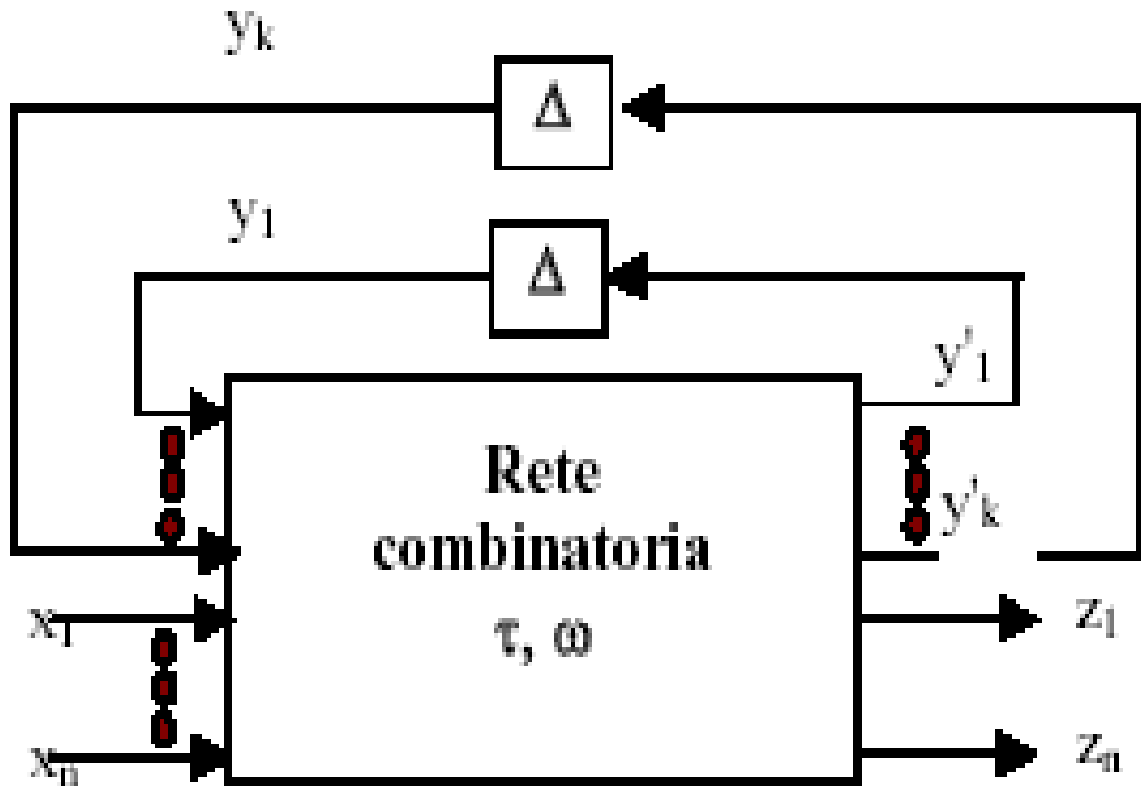 yk
Δ
y1
Δ
y'1
Rete
combinatoria
τ, ω
y'k
x1
z1
xn
zn